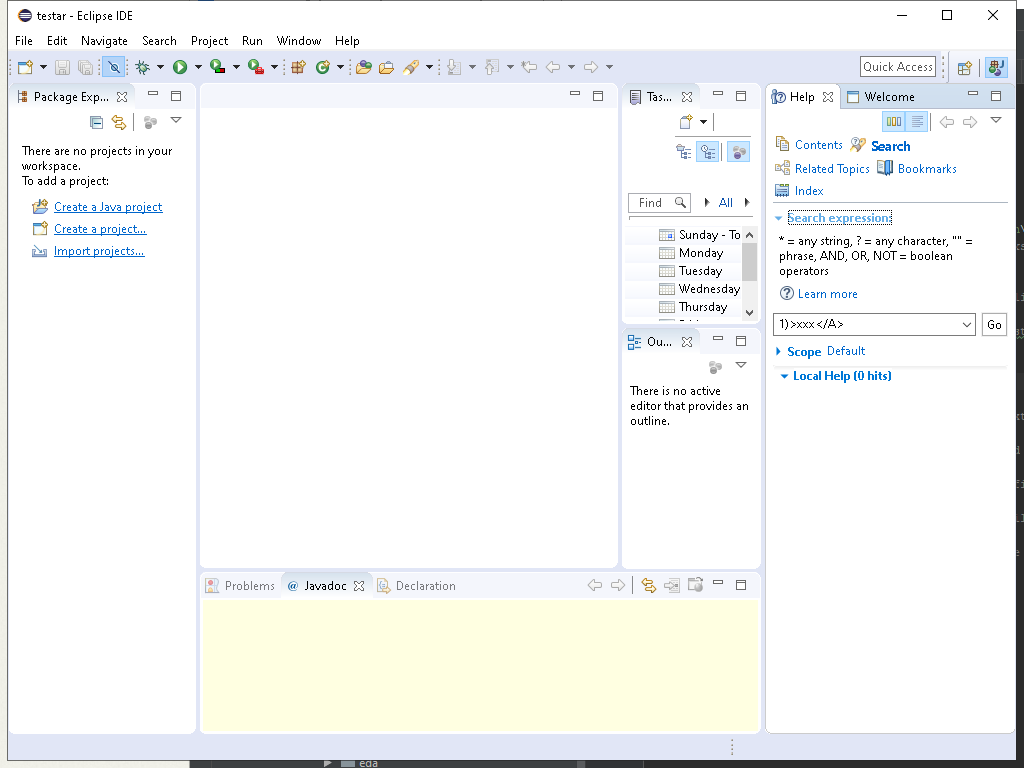 testar - Eclipse IDE
File Edit Navigate Search Project Run Window Help
Quick Access
Package Exp...
There are no projects in your
workspace.
To add a project:
Create a Java project
Create a project...
Import projects...
Tas...
Find
All
Sunday - To
Monday
Tuesday
Wednesday
Thursday
Ou...
There is no active
editor that provides an
outline.
Help Welcome
Contents Search
Related Topics Bookmarks
Index
Search expression:
* = any string, ? = any character, "" =
phrase, AND, OR, NOT = boolean
operators
Learn more
1)>xxx</A>
Go
Scope Default
Local Help (0 hits)
Problems @ Javadoc Declaration
eda